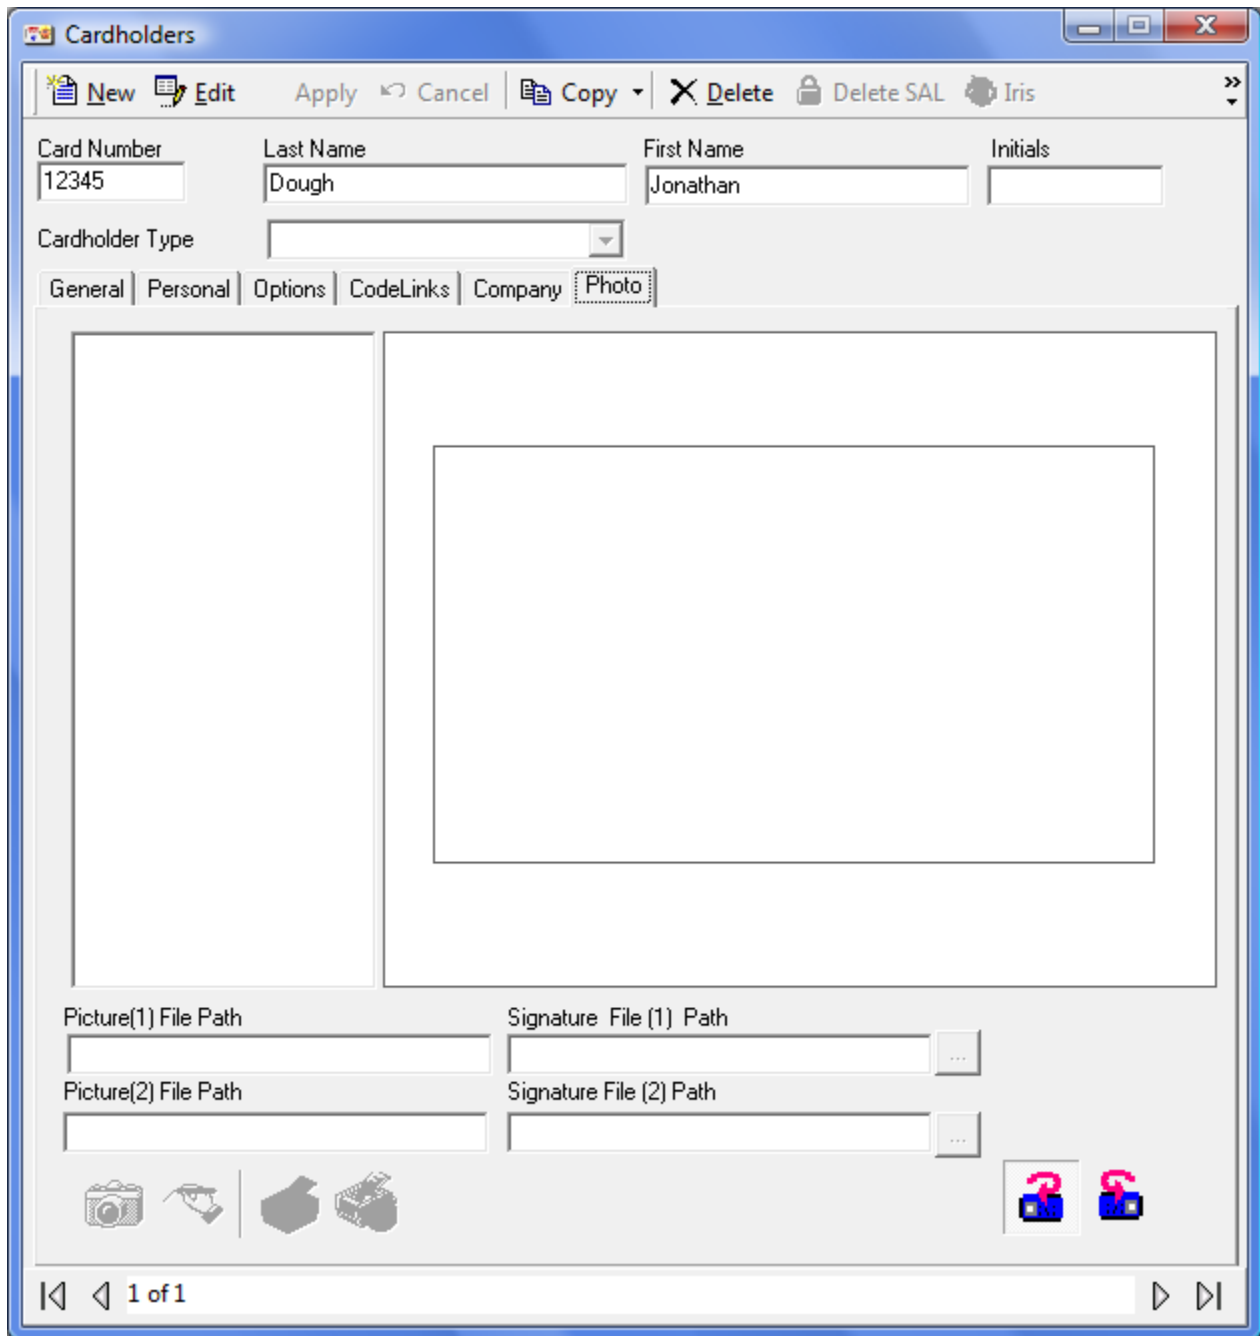 Cardholders
New Edit Apply Cancel Copy Delete Delete SAL Iris
Card Number Last Name First Name Initials
12345 Dough Jonathan
Cardholder Type
General Personal Options CodeLinks Company Photo
Picture(1) File Path Signature File (1) Path
...
Picture(2) File Path Signature File (2) Path
...
1 of 1